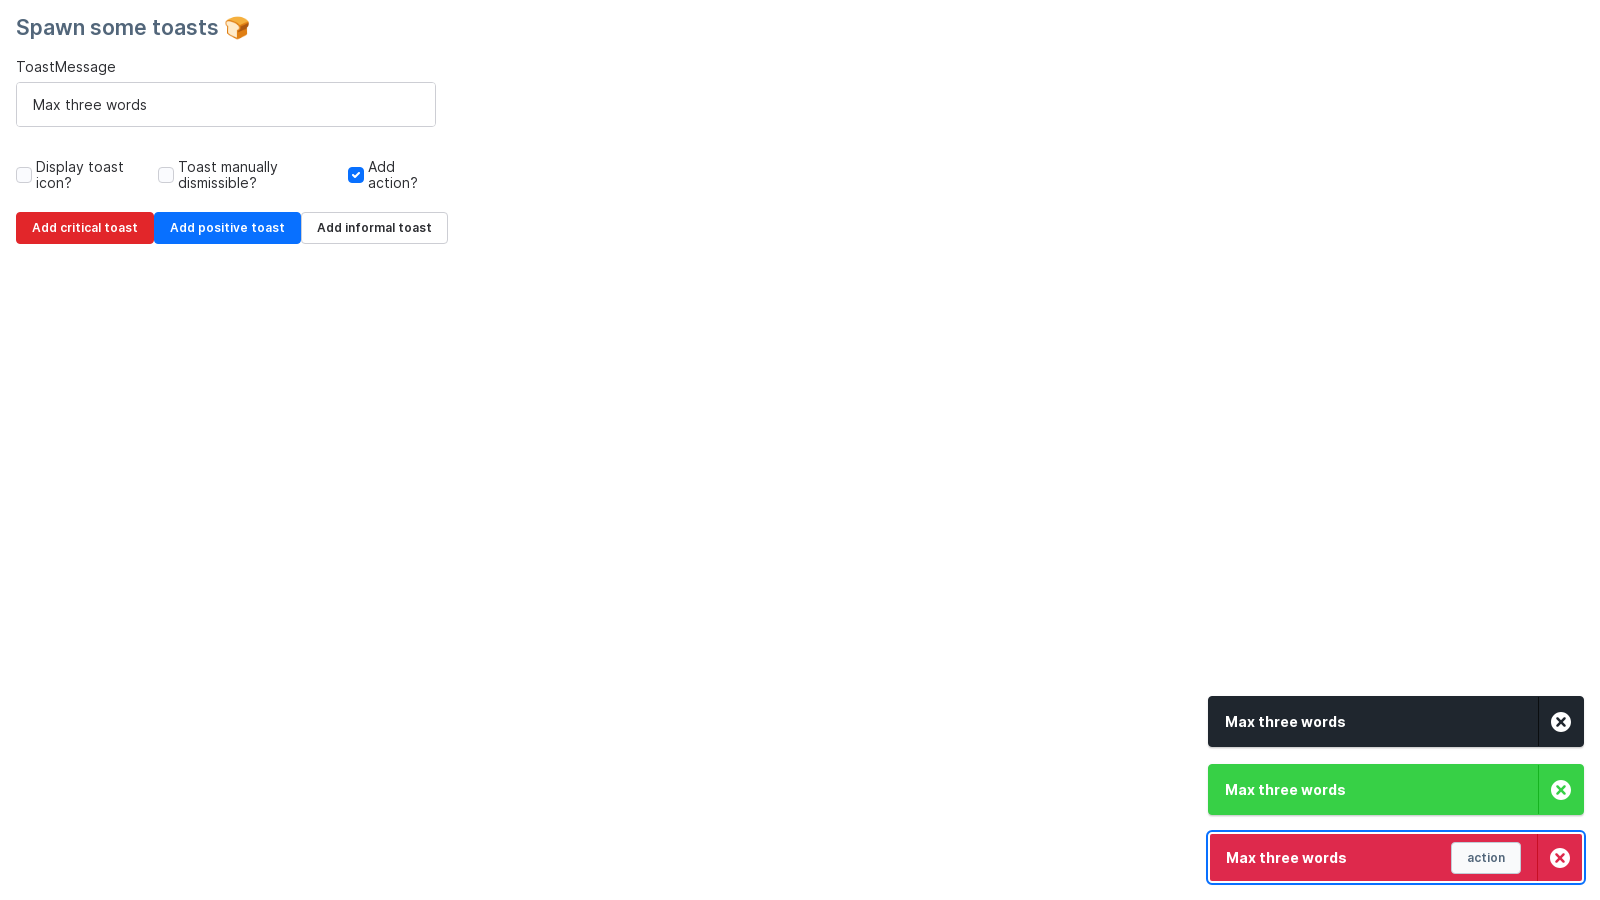 Spawn some toasts 🍞
ToastMessage
Max three words
Display toast icon?
Toast manually dismissible?
Add action?
Add critical toast
Add positive toast
Add informal toast
Max three words
Max three words
Max three words
action